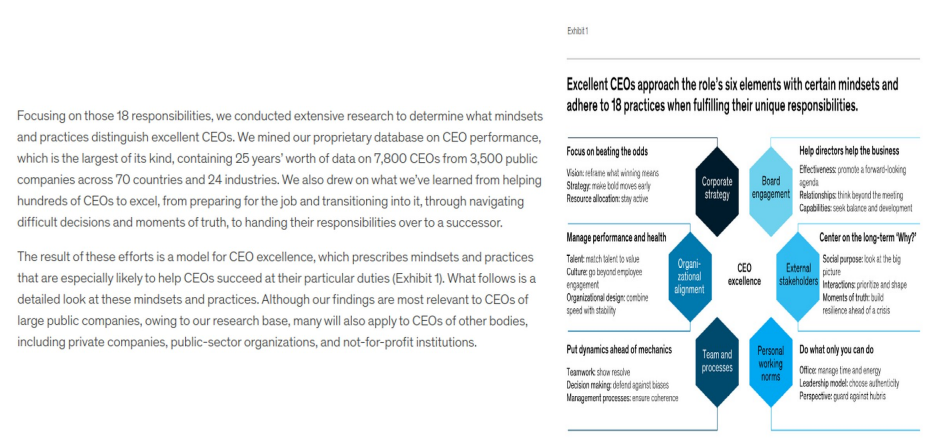 Focusing on those 18 responsibilities, we conducted extensive research to determine what mindsets
and practices distinguish excellent CEOs. We mined our proprietary database on CEO performance,
which is the largest of its kind, containing 25 years' worth of data on 7,800 CEOs from 3,500 public
companies across 70 countries and 24 industries. We also drew on what we've learned from helping
hundreds of CEOs to excel, from preparing for the job and transitioning into it, through navigating
difficult decisions and moments of truth, to handing their responsibilities over to a successor.
The result of these efforts is a model for CEO excellence, which prescribes mindsets and practices
that are especially likely to help CEOs succeed at their particular duties (Exhibit 1). What follows is a
detailed look at these mindsets and practices. Although our findings are most relevant to CEOs of
large public companies, owing to our research base, many will also apply to CEOs of other bodies,
including private companies, public-sector organizations, and not-for-profit institutions.
Exhibit 1
Excellent CEOs approach the role's six elements with certain mindsets and
adhere to 18 practices when fulfilling their unique responsibilities.
Focus on beating the odds
Vision: reframe what winning means
Strategy: make bold moves early
Resource allocation: stay active
Corporate
strategy
Board
engagement
Help directors help the business
Effectiveness: promote a forward-looking
agenda
Relationships: think beyond the meeting
Capabilities: seek balance and development
Manage performance and health
Talent: match talent to value
Culture: go beyond employee
engagement
Organizational design: combine
speed with stability
Organi-
zational
alignment
CEO
excellence
External
stakeholders
Center on the long-term 'Why?'
Social purpose: look at the big
picture
Interactions: prioritize and shape
Moments of truth: build
resilience ahead of a crisis
Put dynamics ahead of mechanics
Teamwork: show resolve
Decision making: defend against biases
Management processes: ensure coherence
Team and
processes
Personal
working
norms
Do what only you can do
Office: manage time and energy
Leadership model: choose authenticity
Perspective: guard against hubris